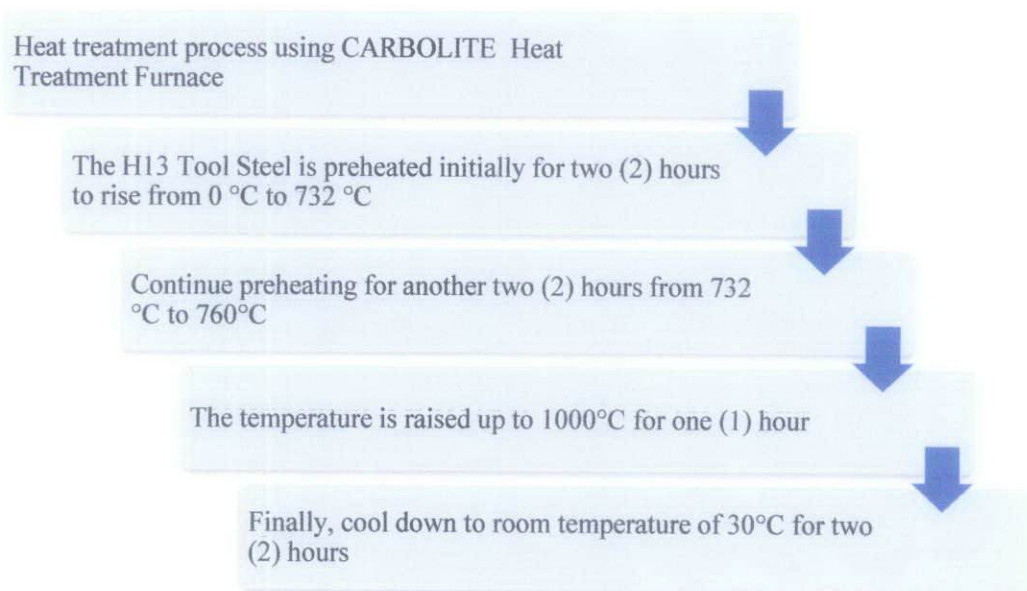 Heat treatment process using CARBOLITE Heat
Treatment Furnace
The H13 Tool Steel is preheated initially for two (2) hours
to rise from 0 °C to 732 °C
Continue preheating for another two (2) hours from 732
°C to 760°C
The temperature is raised up to 1000°C for one (1) hour
Finally, cool down to room temperature of 30°C for two
(2) hours